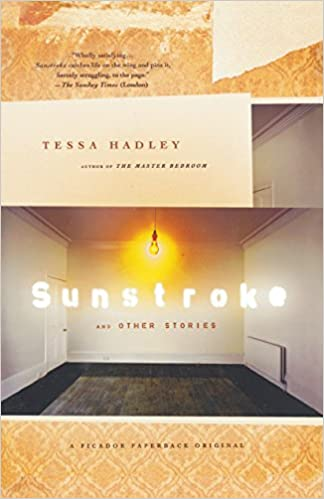 "Wholly satisfying...
Sunstroke catches life on the wing and pins it,
fiercely struggling, to the page."
— The Sunday Times (London)
TESSA HADLEY
AUTHOR OF THE MASTER BEDROOM
Sunstroke
AND OTHER STORIES
A PICADOR PAPERBACK ORIGINAL